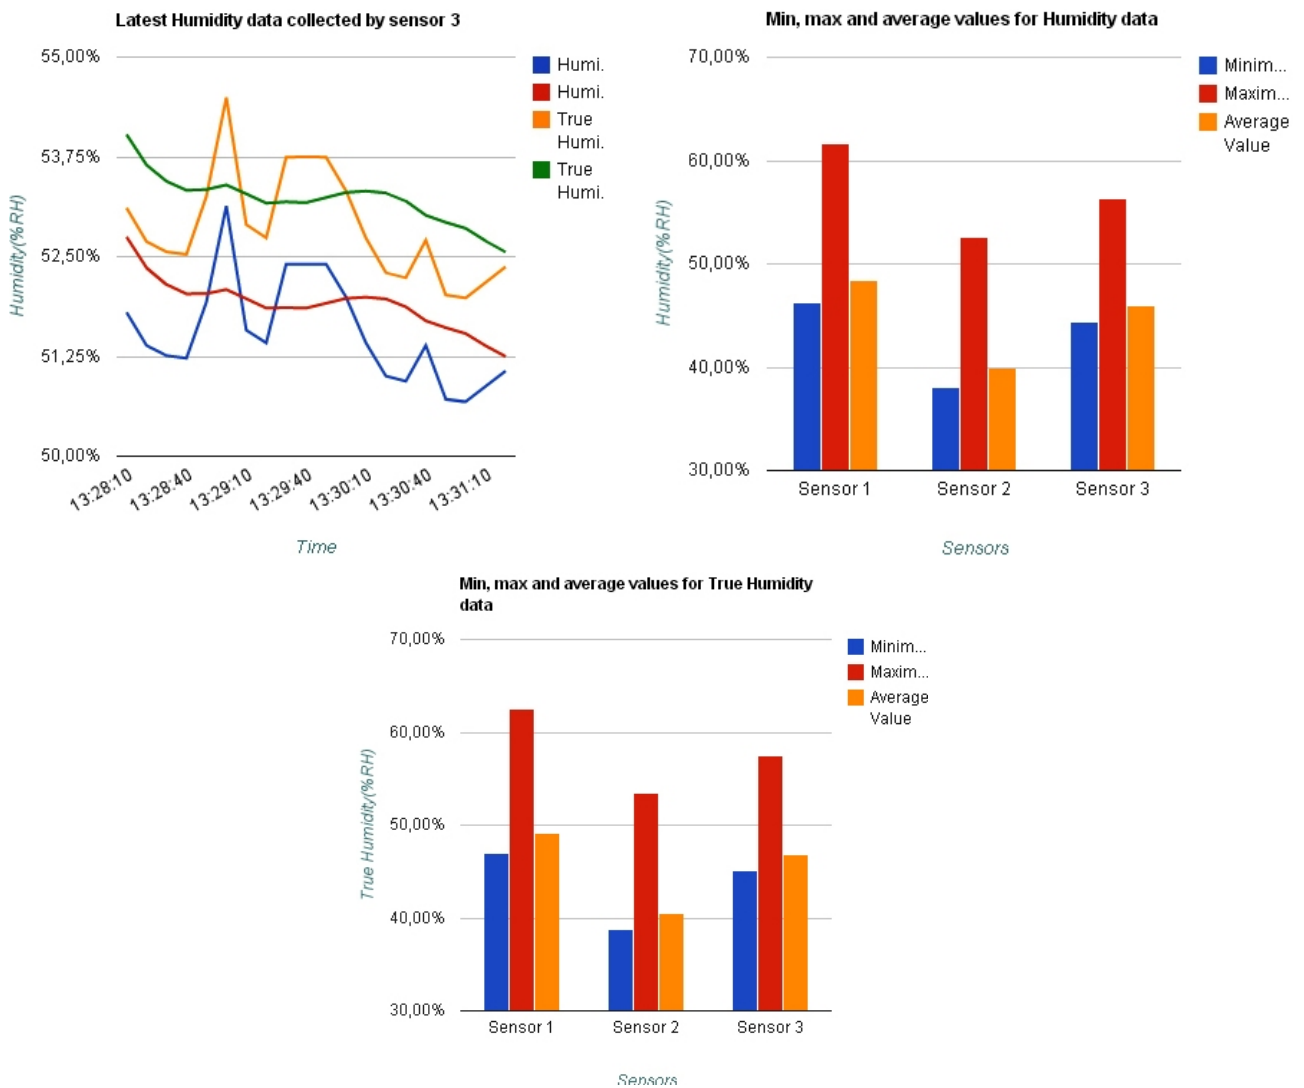 Latest Humidity data collected by sensor 3
55,00%
53,75%
52,50%
51,25%
50,00%
Humidity(%RH)
13:28:10
13:28:40
13:29:10
13:29:40
13:30:10
13:30:40
13:31:10
Time
Humi.
Humi.
True
Humi.
True
Humi.
Min, max and average values for Humidity data
70,00%
60,00%
50,00%
40,00%
30,00%
Humidity(%RH)
Sensor 1
Sensor 2
Sensor 3
Sensors
Minim...
Maxim...
Average
Value
Min, max and average values for True Humidity
data
70,00%
60,00%
50,00%
40,00%
30,00%
True Humidity(%RH)
Sensor 1
Sensor 2
Sensor 3
Sensors
Minim...
Maxim...
Average
Value